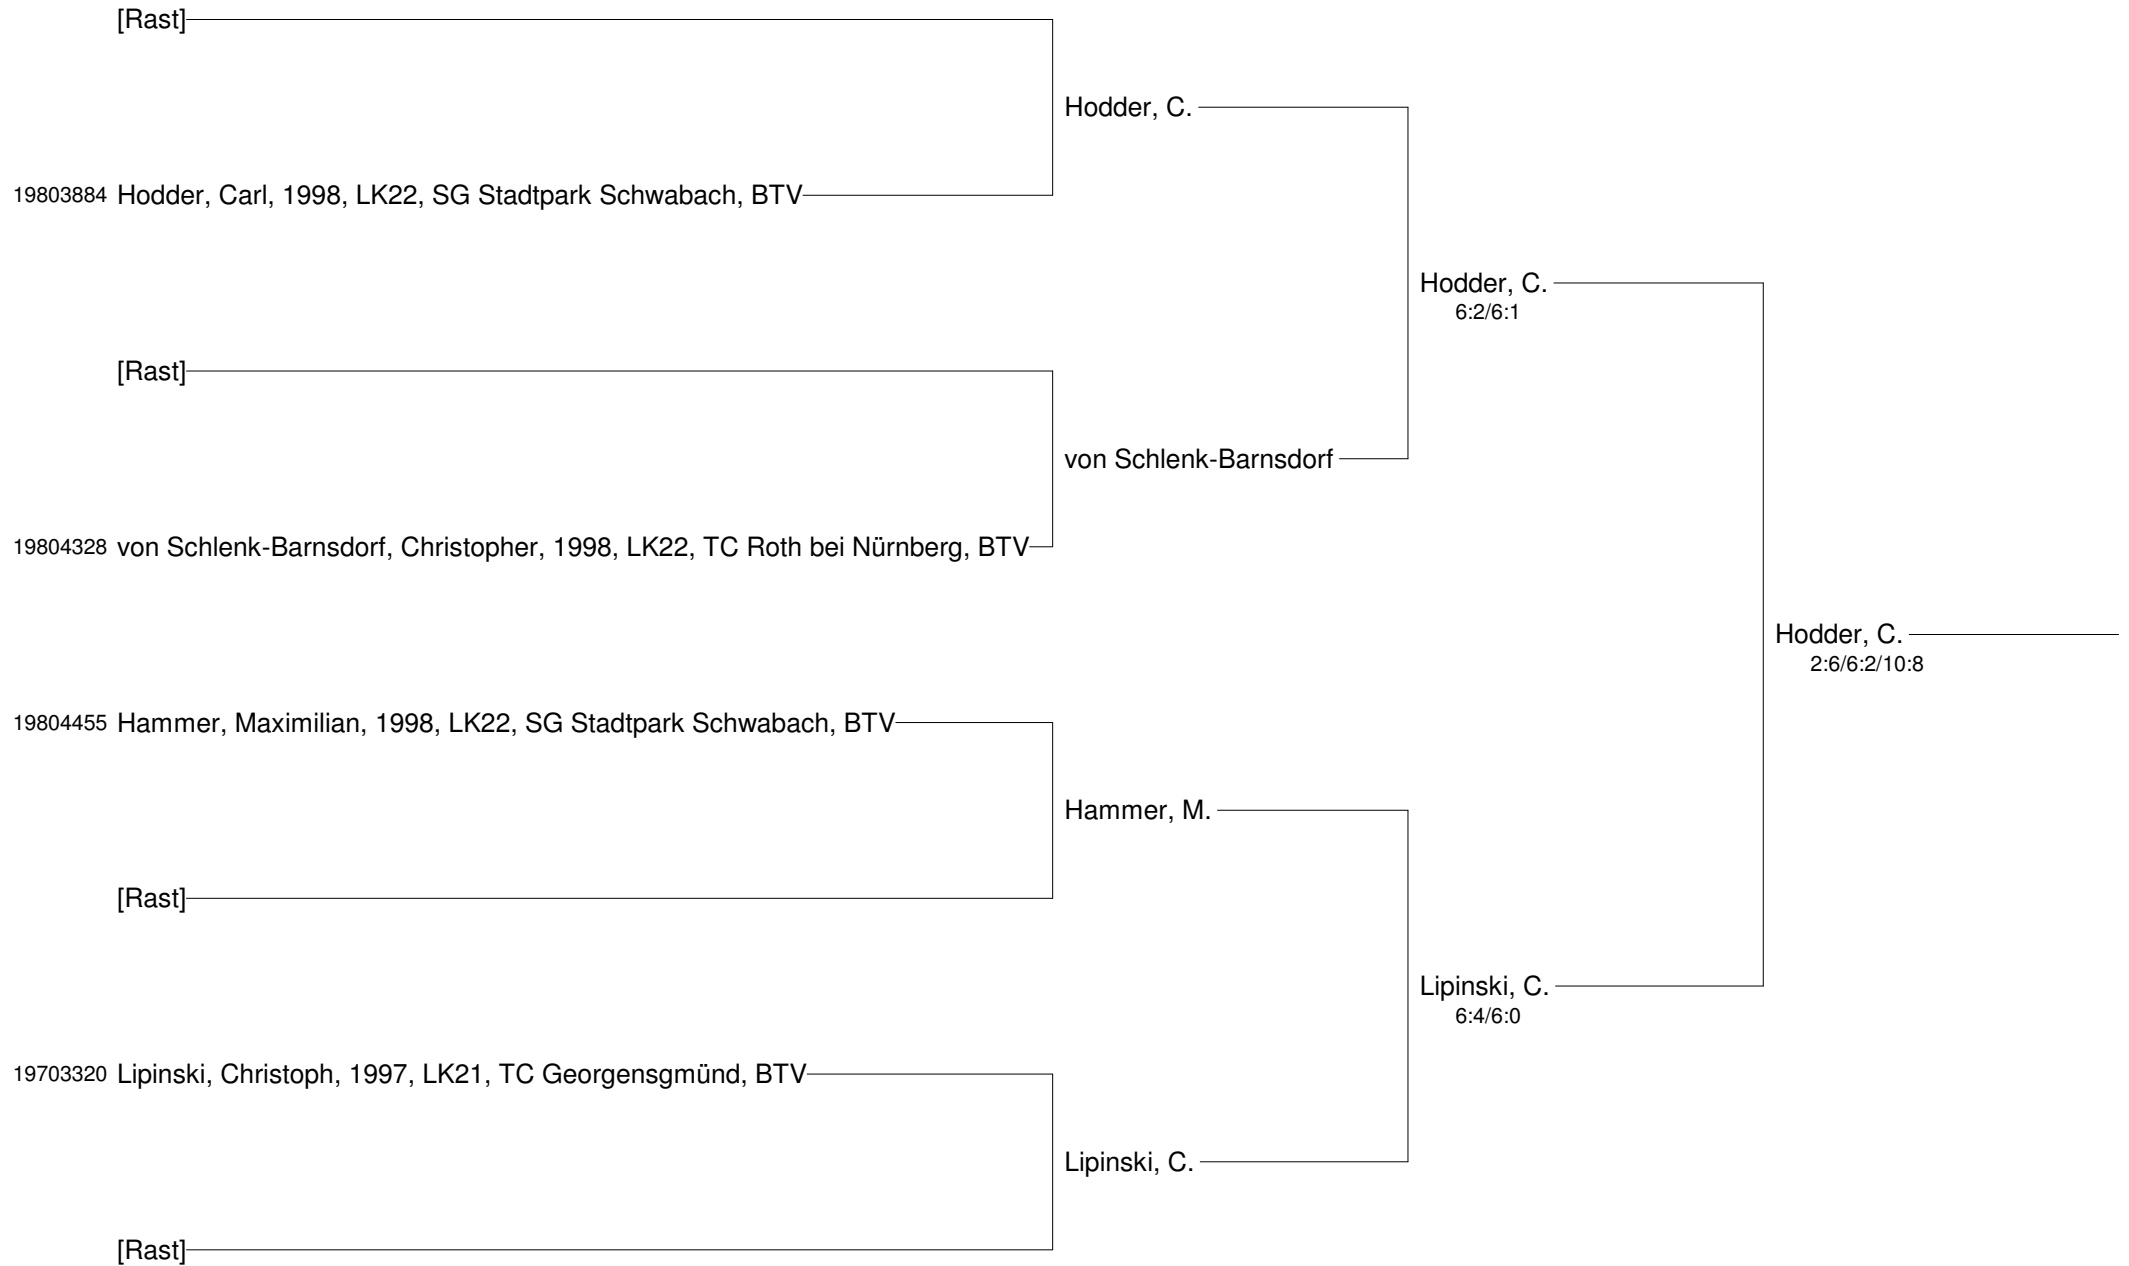 [Rast]
Hodder, C.
19803884 Hodder, Carl, 1998, LK22, SG Stadtpark Schwabach, BTV
Hodder, C.
6:2/6:1
[Rast]
von Schlenk-Barnsdorf
19804328 von Schlenk-Barnsdorf, Christopher, 1998, LK22, TC Roth bei Nürnberg, BTV
Hodder, C.
2:6/6:2/10:8
19804455 Hammer, Maximilian, 1998, LK22, SG Stadtpark Schwabach, BTV
Hammer, M.
[Rast]
Lipinski, C.
6:4/6:0
19703320 Lipinski, Christoph, 1997, LK21, TC Georgensgmünd, BTV
Lipinski, C.
[Rast]